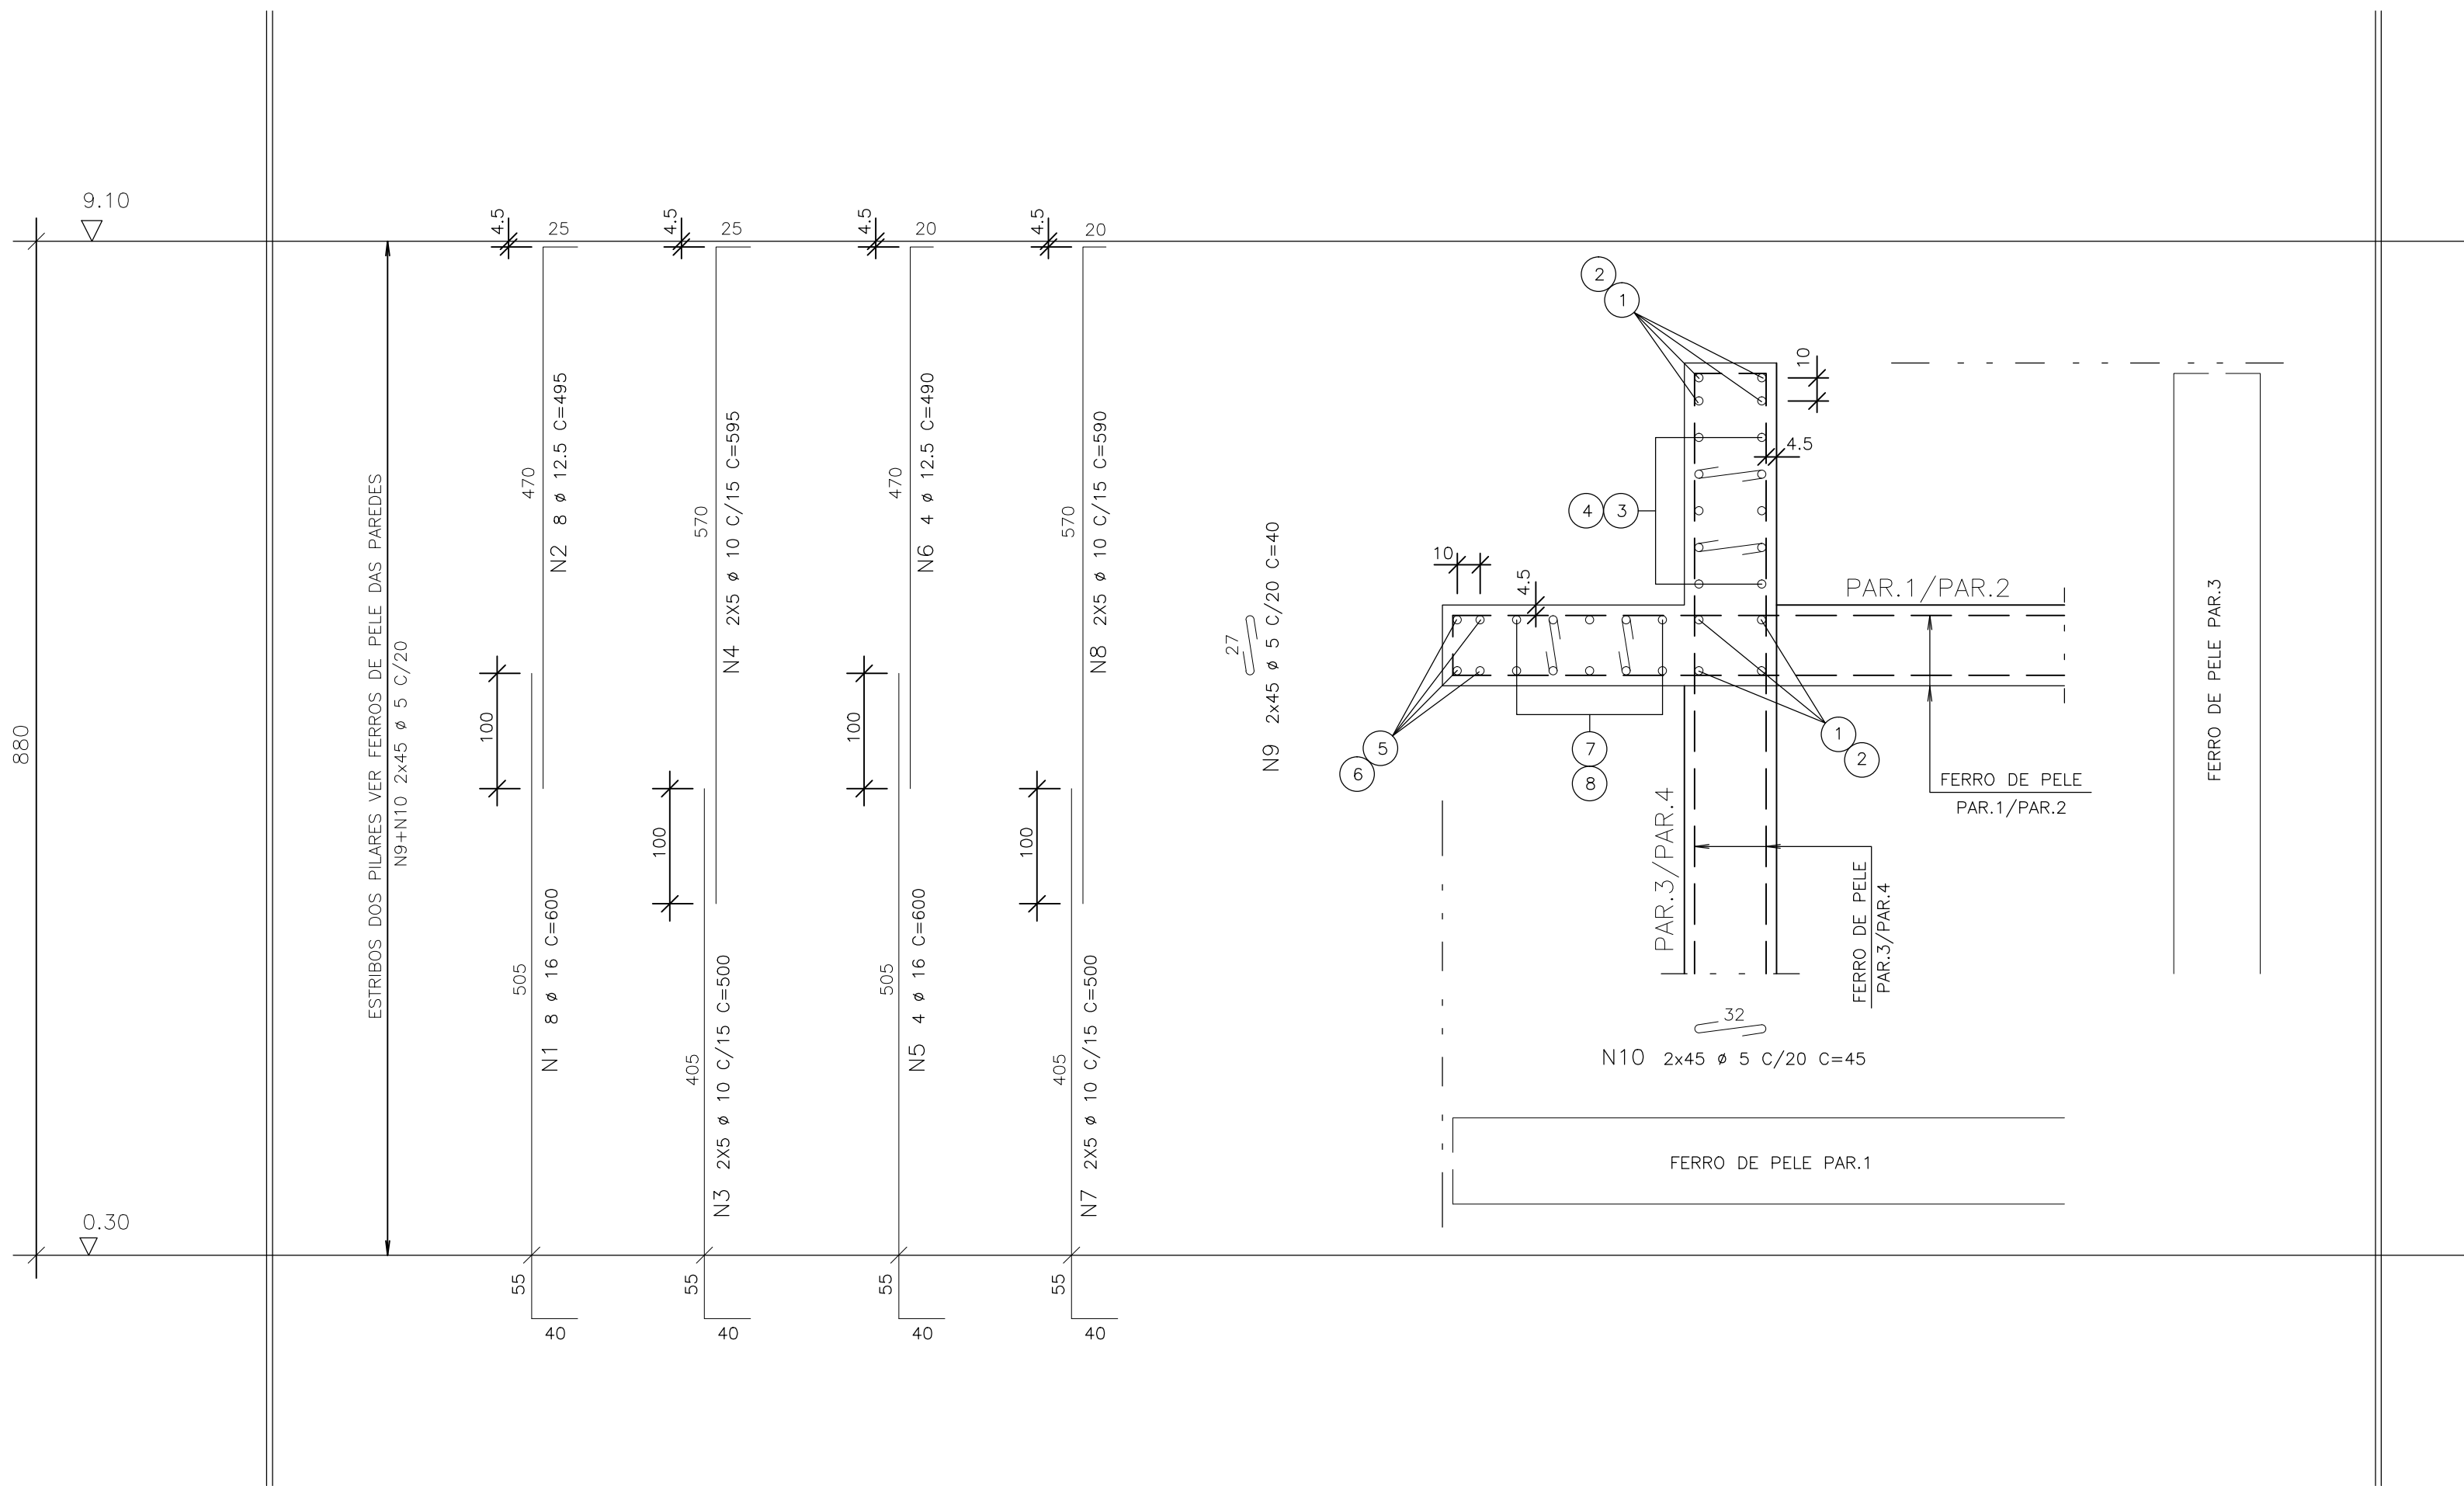 9.10
880
0.30
ESTRIBOS DOS PILARES VER FERROS DE PELE DAS PAREDES
N9+N10 2x45 ø 5 C/20
4.5
25
470
N2 8 ø 12.5 C=495
100
505
N1 8 ø 16 C=600
55
40
4.5
25
570
N4 2X5 ø 10 C/15 C=595
100
405
N3 2X5 ø 10 C/15 C=500
55
40
4.5
20
470
N6 4 ø 12.5 C=490
100
505
N5 4 ø 16 C=600
55
40
4.5
20
570
N8 2X5 ø 10 C/15 C=590
100
405
N7 2X5 ø 10 C/15 C=500
55
40
27
N9 2x45 ø 5 C/20 C=40
2
1
10
4.5
4
3
10
4.5
PAR.1/PAR.2
5
6
7
8
1
2
FERRO DE PELE
PAR.1/PAR.2
PAR.3/PAR.4
FERRO DE PELE
PAR.3/PAR.4
32
N10 2x45 ø 5 C/20 C=45
FERRO DE PELE PAR.1
FERRO DE PELE PAR.3